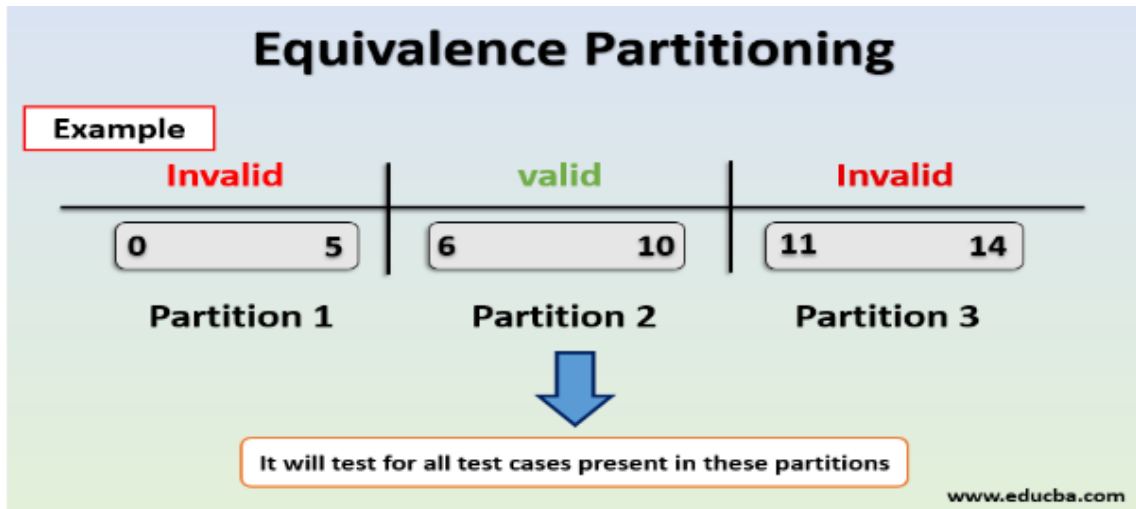 Equivalence Partitioning
Example
Invalid valid Invalid
0 5 6 10 11 14
Partition 1 Partition 2 Partition 3
It will test for all test cases present in these partitions
www.educba.com